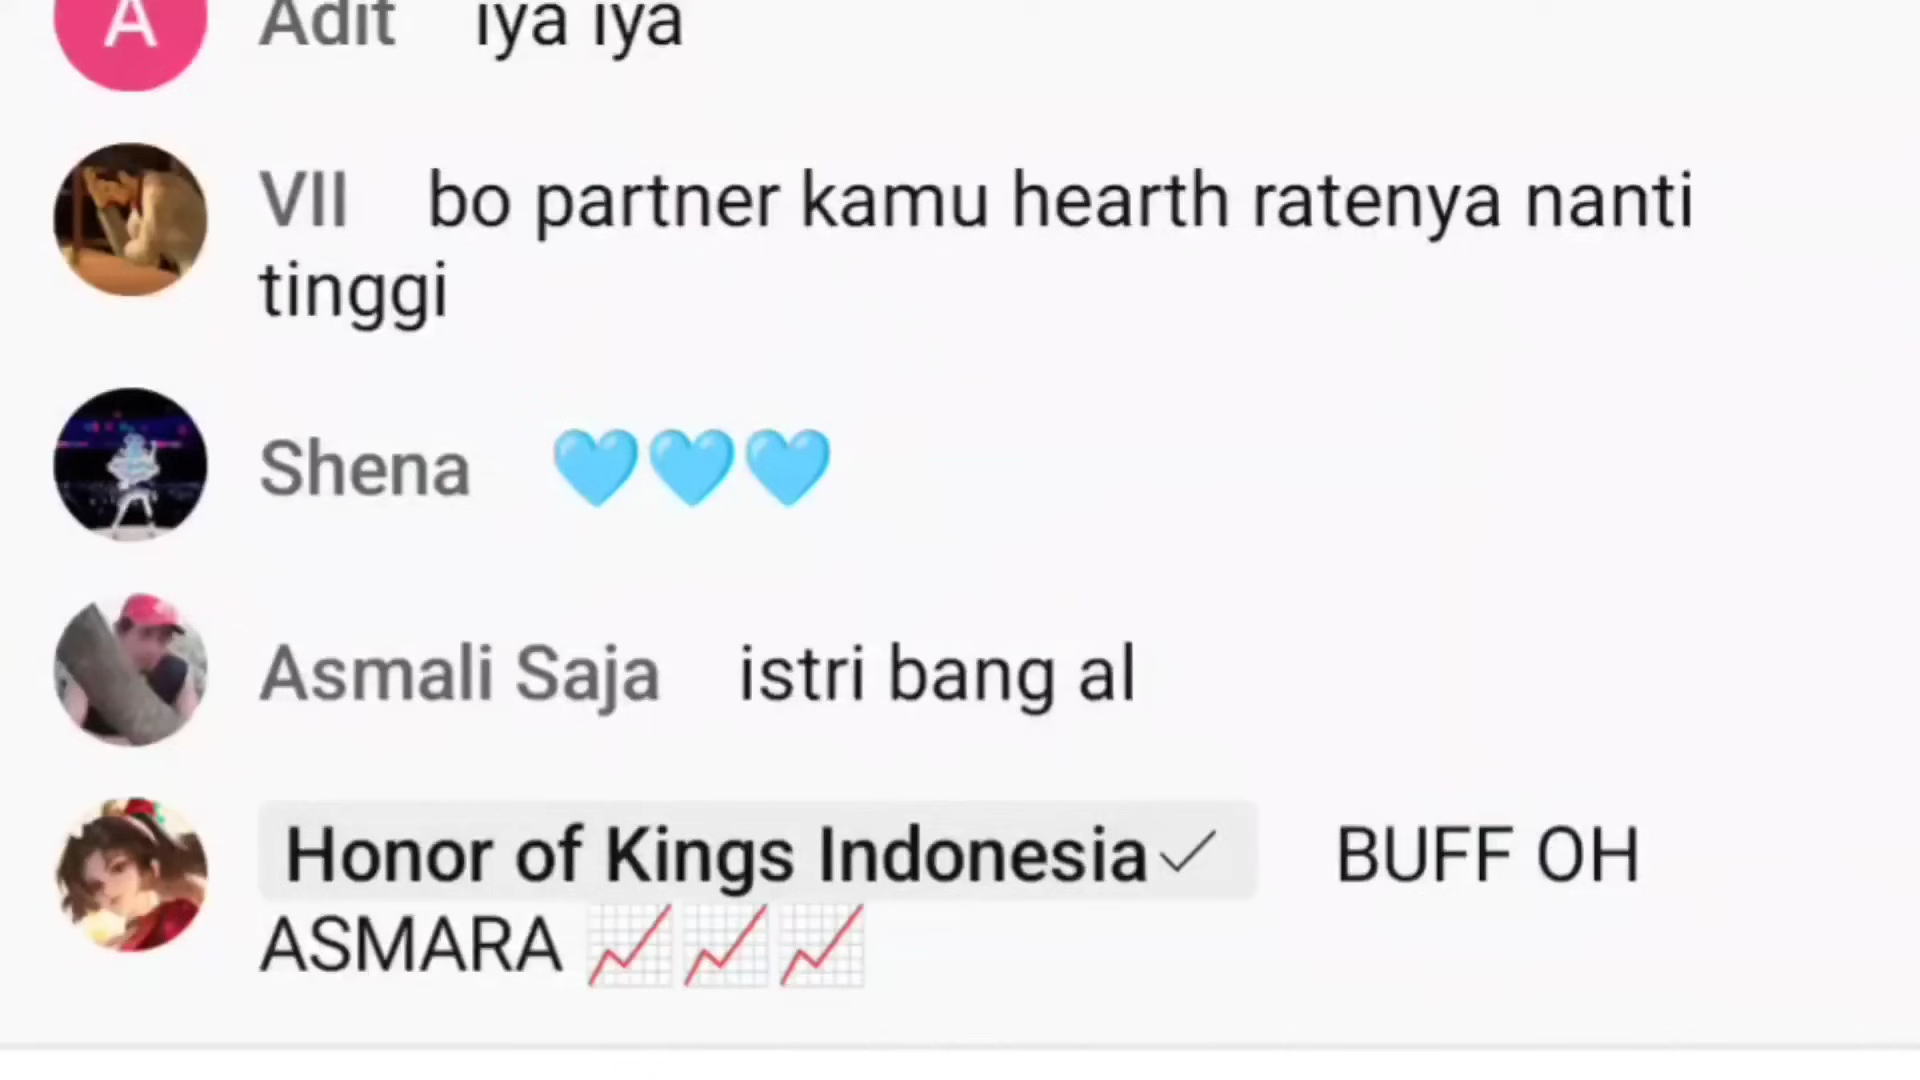 A Adit iya iya
VII bo partner kamu hearth ratenya nanti
tinggi
Shena 🩵🩵🩵
Asmali Saja istri bang al
Honor of Kings Indonesia✓ BUFF OH
ASMARA 📈📈📈